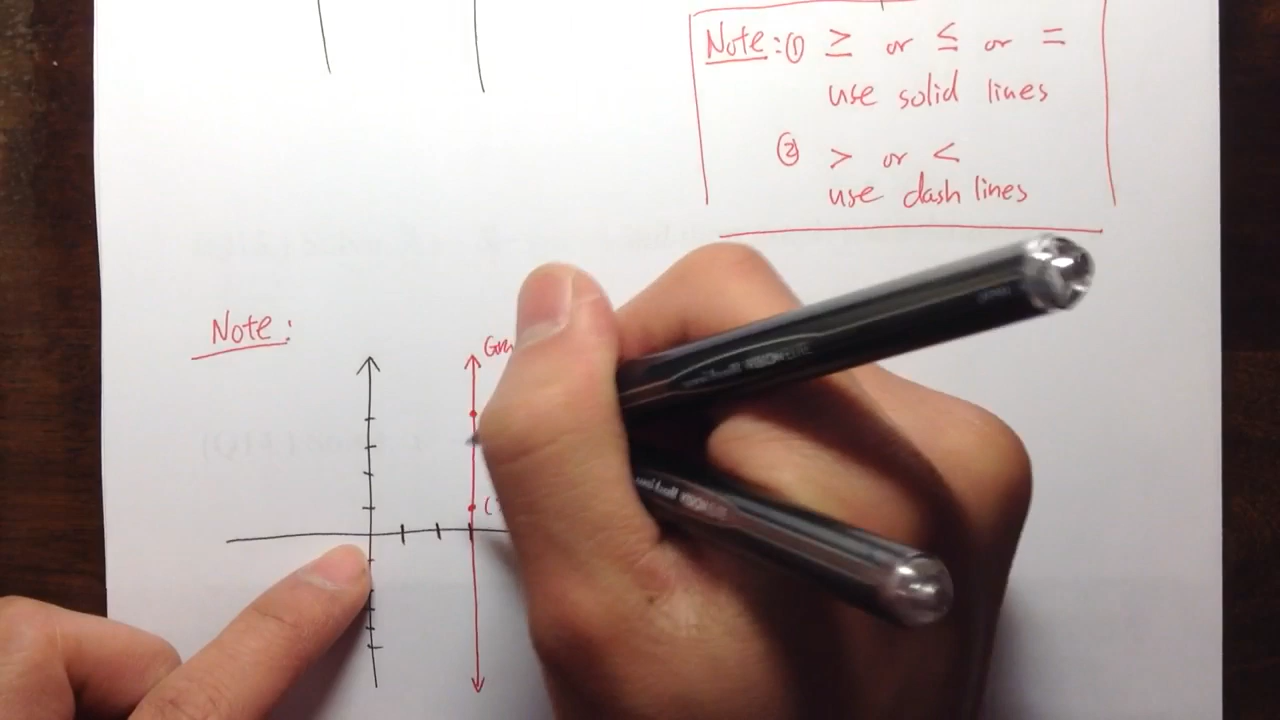 Note: ① ≥ or ≤ or =
use solid lines
② > or <
use dash lines
Note: